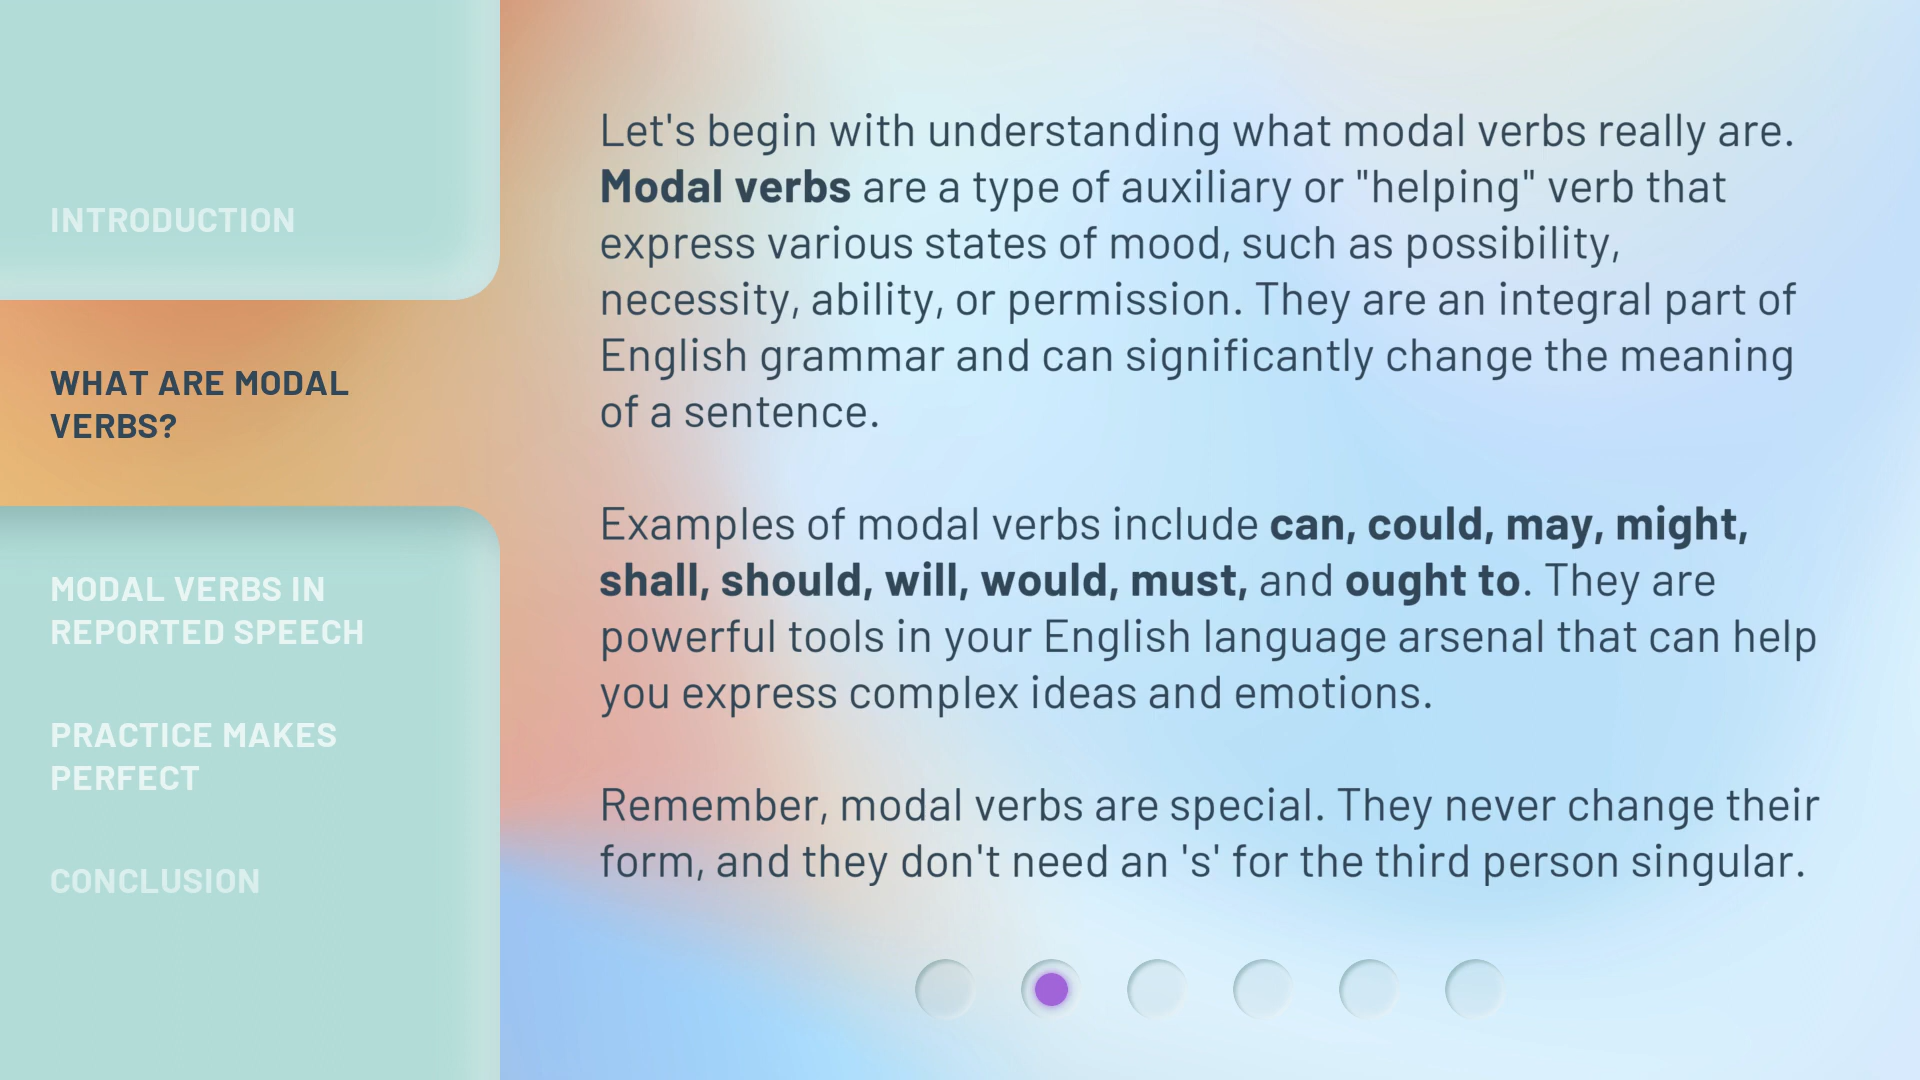 INTRODUCTION
WHAT ARE MODAL
VERBS?
MODAL VERBS IN
REPORTED SPEECH
PRACTICE MAKES
PERFECT
CONCLUSION
Let's begin with understanding what modal verbs really are.
Modal verbs are a type of auxiliary or "helping" verb that
express various states of mood, such as possibility,
necessity, ability, or permission. They are an integral part of
English grammar and can significantly change the meaning
of a sentence.
Examples of modal verbs include can, could, may, might,
shall, should, will, would, must, and ought to. They are
powerful tools in your English language arsenal that can help
you express complex ideas and emotions.
Remember, modal verbs are special. They never change their
form, and they don't need an 's' for the third person singular.